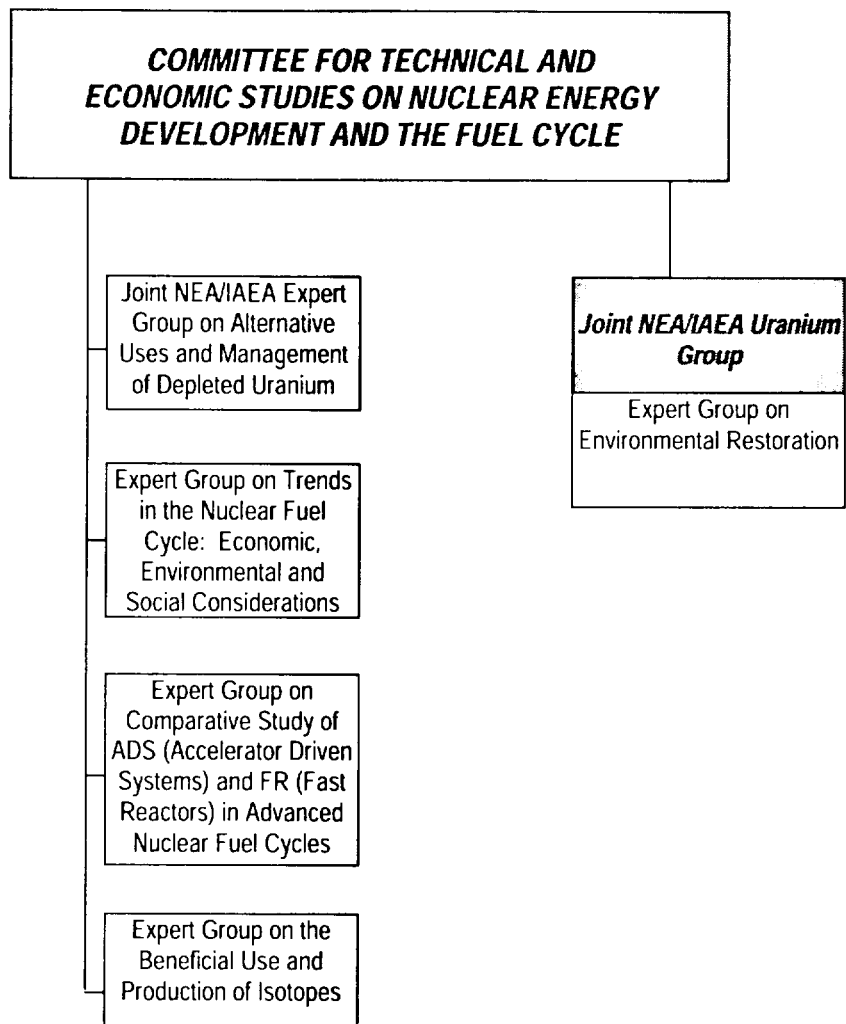 COMMITTEE FOR TECHNICAL AND
ECONOMIC STUDIES ON NUCLEAR ENERGY
DEVELOPMENT AND THE FUEL CYCLE
Joint NEA/IAEA Expert
Group on Alternative
Uses and Management
of Depleted Uranium
Expert Group on Trends
in the Nuclear Fuel
Cycle: Economic,
Environmental and
Social Considerations
Expert Group on
Comparative Study of
ADS (Accelerator Driven
Systems) and FR (Fast
Reactors) in Advanced
Nuclear Fuel Cycles
Expert Group on the
Beneficial Use and
Production of Isotopes
Joint NEA/IAEA Uranium
Group
Expert Group on
Environmental Restoration